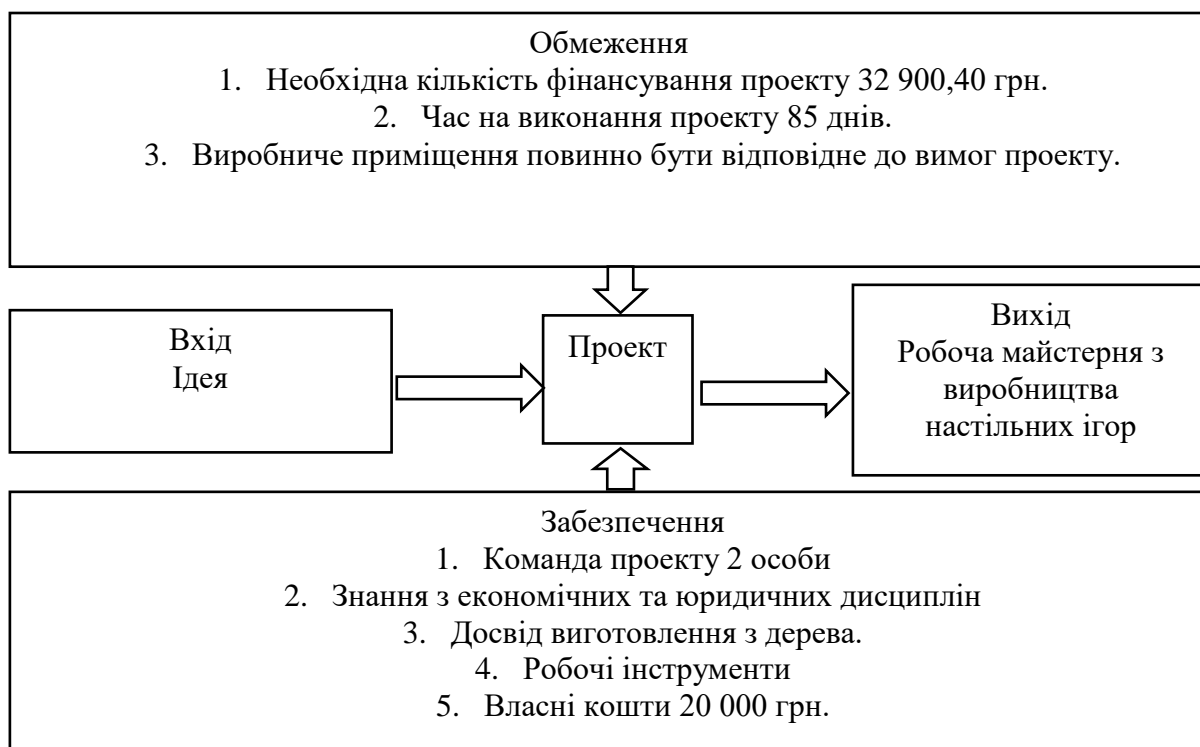 Обмеження
1. Необхідна кількість фінансування проекту 32 900,40 грн.
2. Час на виконання проекту 85 днів.
3. Виробниче приміщення повинно бути відповідне до вимог проекту.
Вхід
Ідея
Проект
Вихід
Робоча майстерня з
виробництва
настільних ігор
Забезпечення
1. Команда проекту 2 особи
2. Знання з економічних та юридичних дисциплін
3. Досвід виготовлення з дерева.
4. Робочі інструменти
5. Власні кошти 20 000 грн.